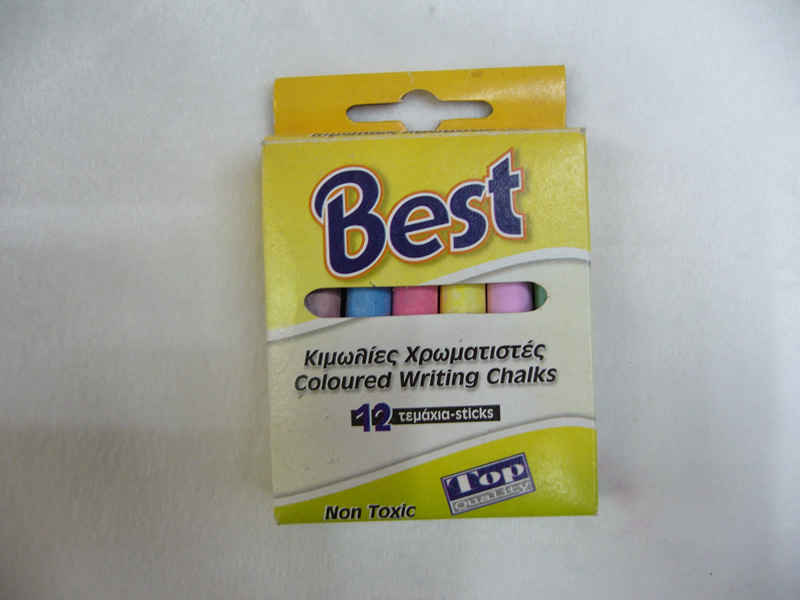 Best
Κιμωλίες Χρωματιστές
Coloured Writing Chalks
12 τεμάχια-sticks
Top
Quality
Non Toxic